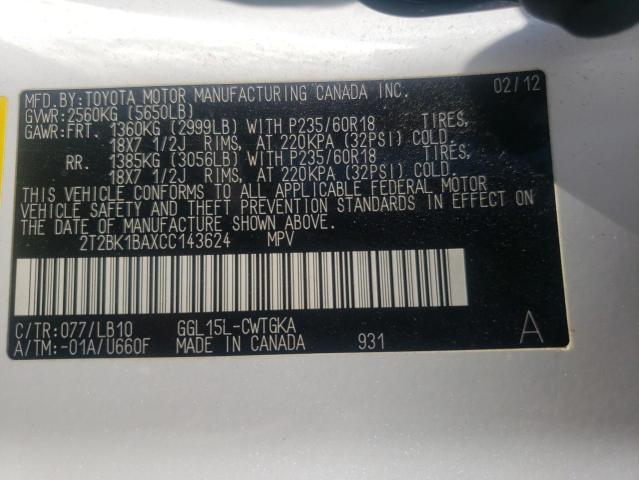 MFD.BY:TOYOTA MOTOR MANUFACTURING CANADA INC. 02/12
GVWR:2560KG (5650LB)
GAWR:FRT. 1360KG (2999LB) WITH P235/60R18 TIRES,
18X7 1/2J RIMS, AT 220KPA (32PSI) COLD.
RR. 1385KG (3056LB) WITH P235/60R18 TIRES,
18X7 1/2J RIMS, AT 220KPA (32PSI) COLD.
THIS VEHICLE CONFORMS TO ALL APPLICABLE FEDERAL MOTOR
VEHICLE SAFETY AND THEFT PREVENTION STANDARDS IN EFFECT ON
THE DATE OF MANUFACTURE SHOWN ABOVE.
2T2BK1BAXCC143624 MPV
C/TR:077/LB10 GGL15L-CWTGKA
A/TM:-01A/U660F MADE IN CANADA 931 A